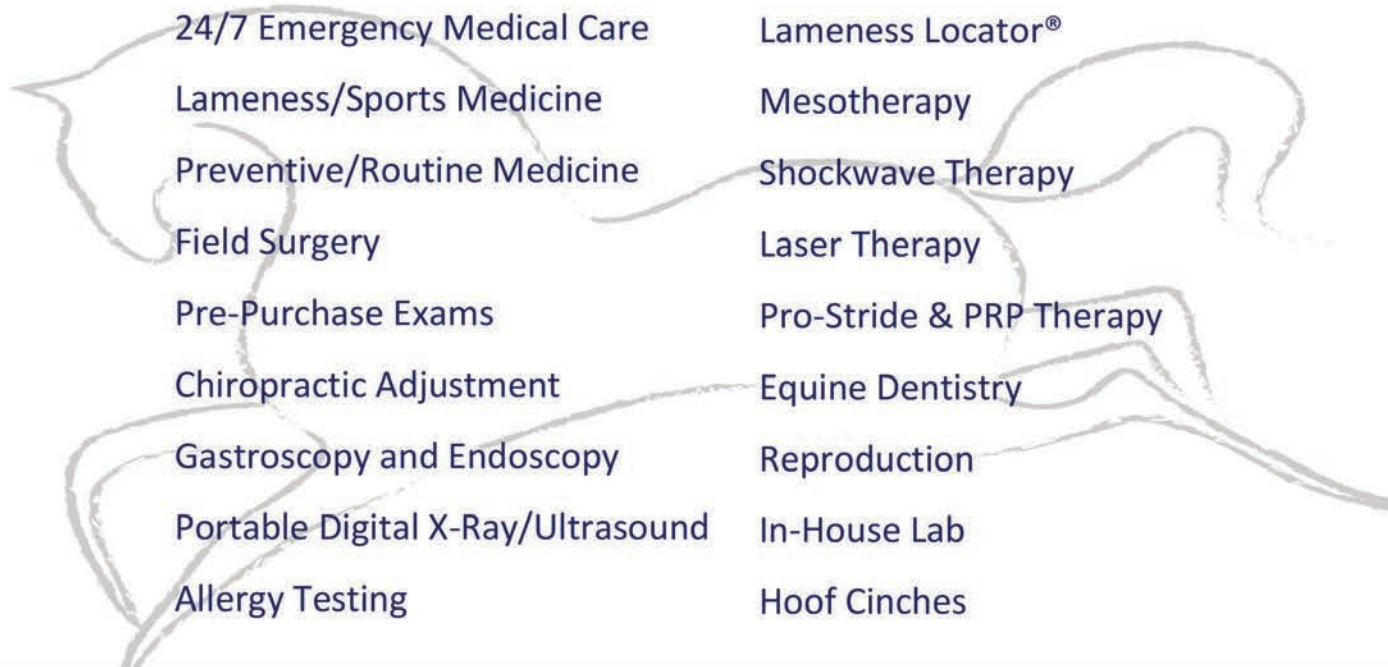 24/7 Emergency Medical Care
Lameness/Sports Medicine
Preventive/Routine Medicine
Field Surgery
Pre-Purchase Exams
Chiropractic Adjustment
Gastroscopy and Endoscopy
Portable Digital X-Ray/Ultrasound
Allergy Testing
Lameness Locator®
Mesotherapy
Shockwave Therapy
Laser Therapy
Pro-Stride & PRP Therapy
Equine Dentistry
Reproduction
In-House Lab
Hoof Cinches